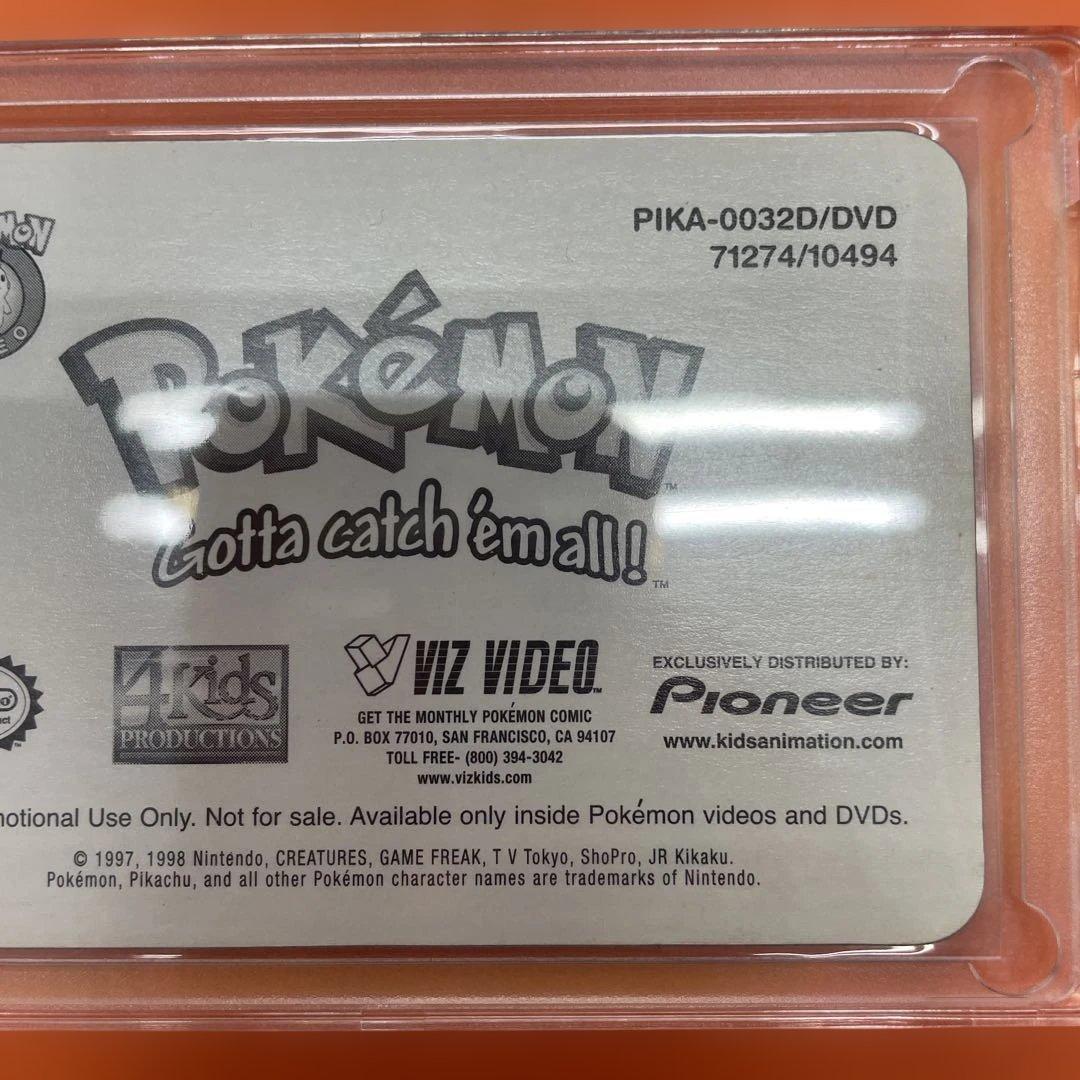 PIKA-0032D/DVD
71274/10494
POKéMON
TM
Gotta catch 'em all!
TM
4Kids
PRODUCTIONS
VIZ VIDEO
TM
GET THE MONTHLY POKÉMON COMIC
P.O. BOX 77010, SAN FRANCISCO, CA 94107
TOLL FREE- (800) 394-3042
www.vizkids.com
EXCLUSIVELY DISTRIBUTED BY:
Pioneer
www.kidsanimation.com
Use Only. Not for sale. Available only inside Pokémon videos and DVDs.
© 1997, 1998 Nintendo, CREATURES, GAME FREAK, T V Tokyo, ShoPro, JR Kikaku.
Pokémon, Pikachu, and all other Pokémon character names are trademarks of Nintendo.